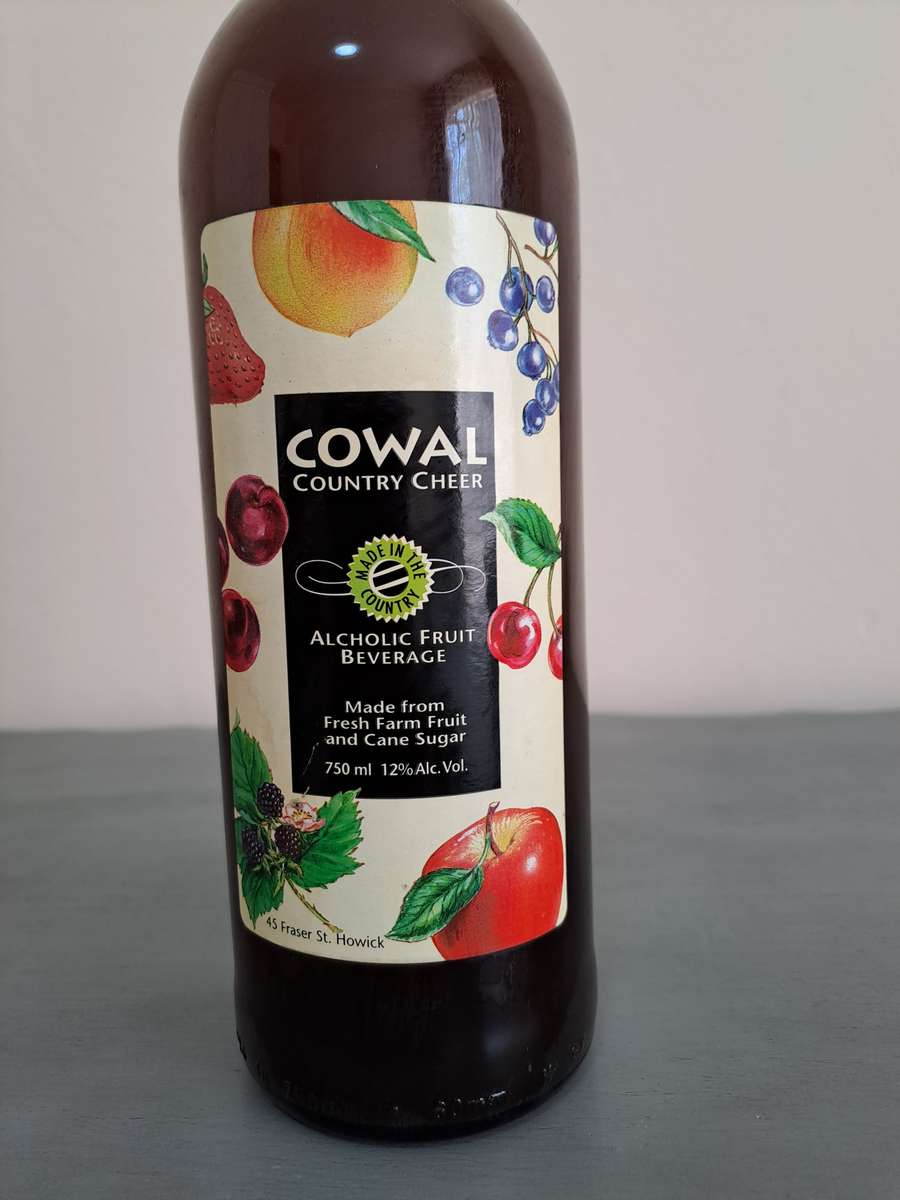 COWAL
COUNTRY CHEER
MADE IN THE
COUNTRY
ALCHOLIC FRUIT
BEVERAGE
Made from
Fresh Farm Fruit
and Cane Sugar
750 ml 12% Alc. Vol.
45 Fraser St. Howick